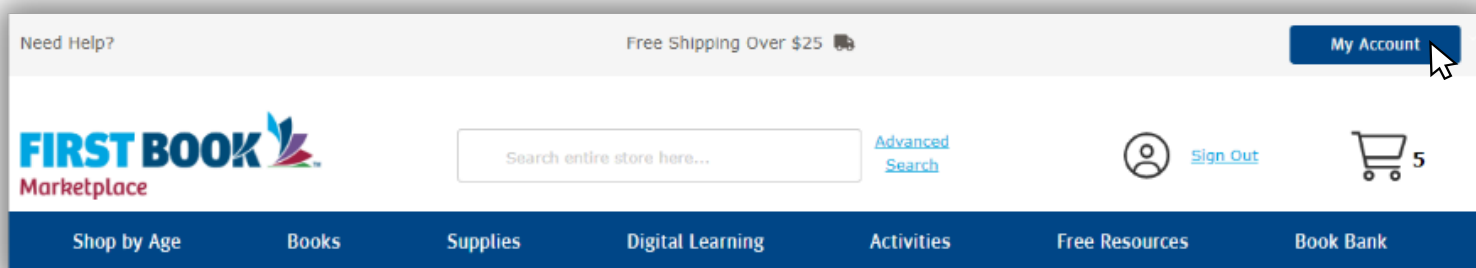 Need Help?
Free Shipping Over $25
My Account
FIRST BOOK™
Marketplace
Search entire store here...
Advanced
Search
Sign Out
5
Shop by Age
Books
Supplies
Digital Learning
Activities
Free Resources
Book Bank